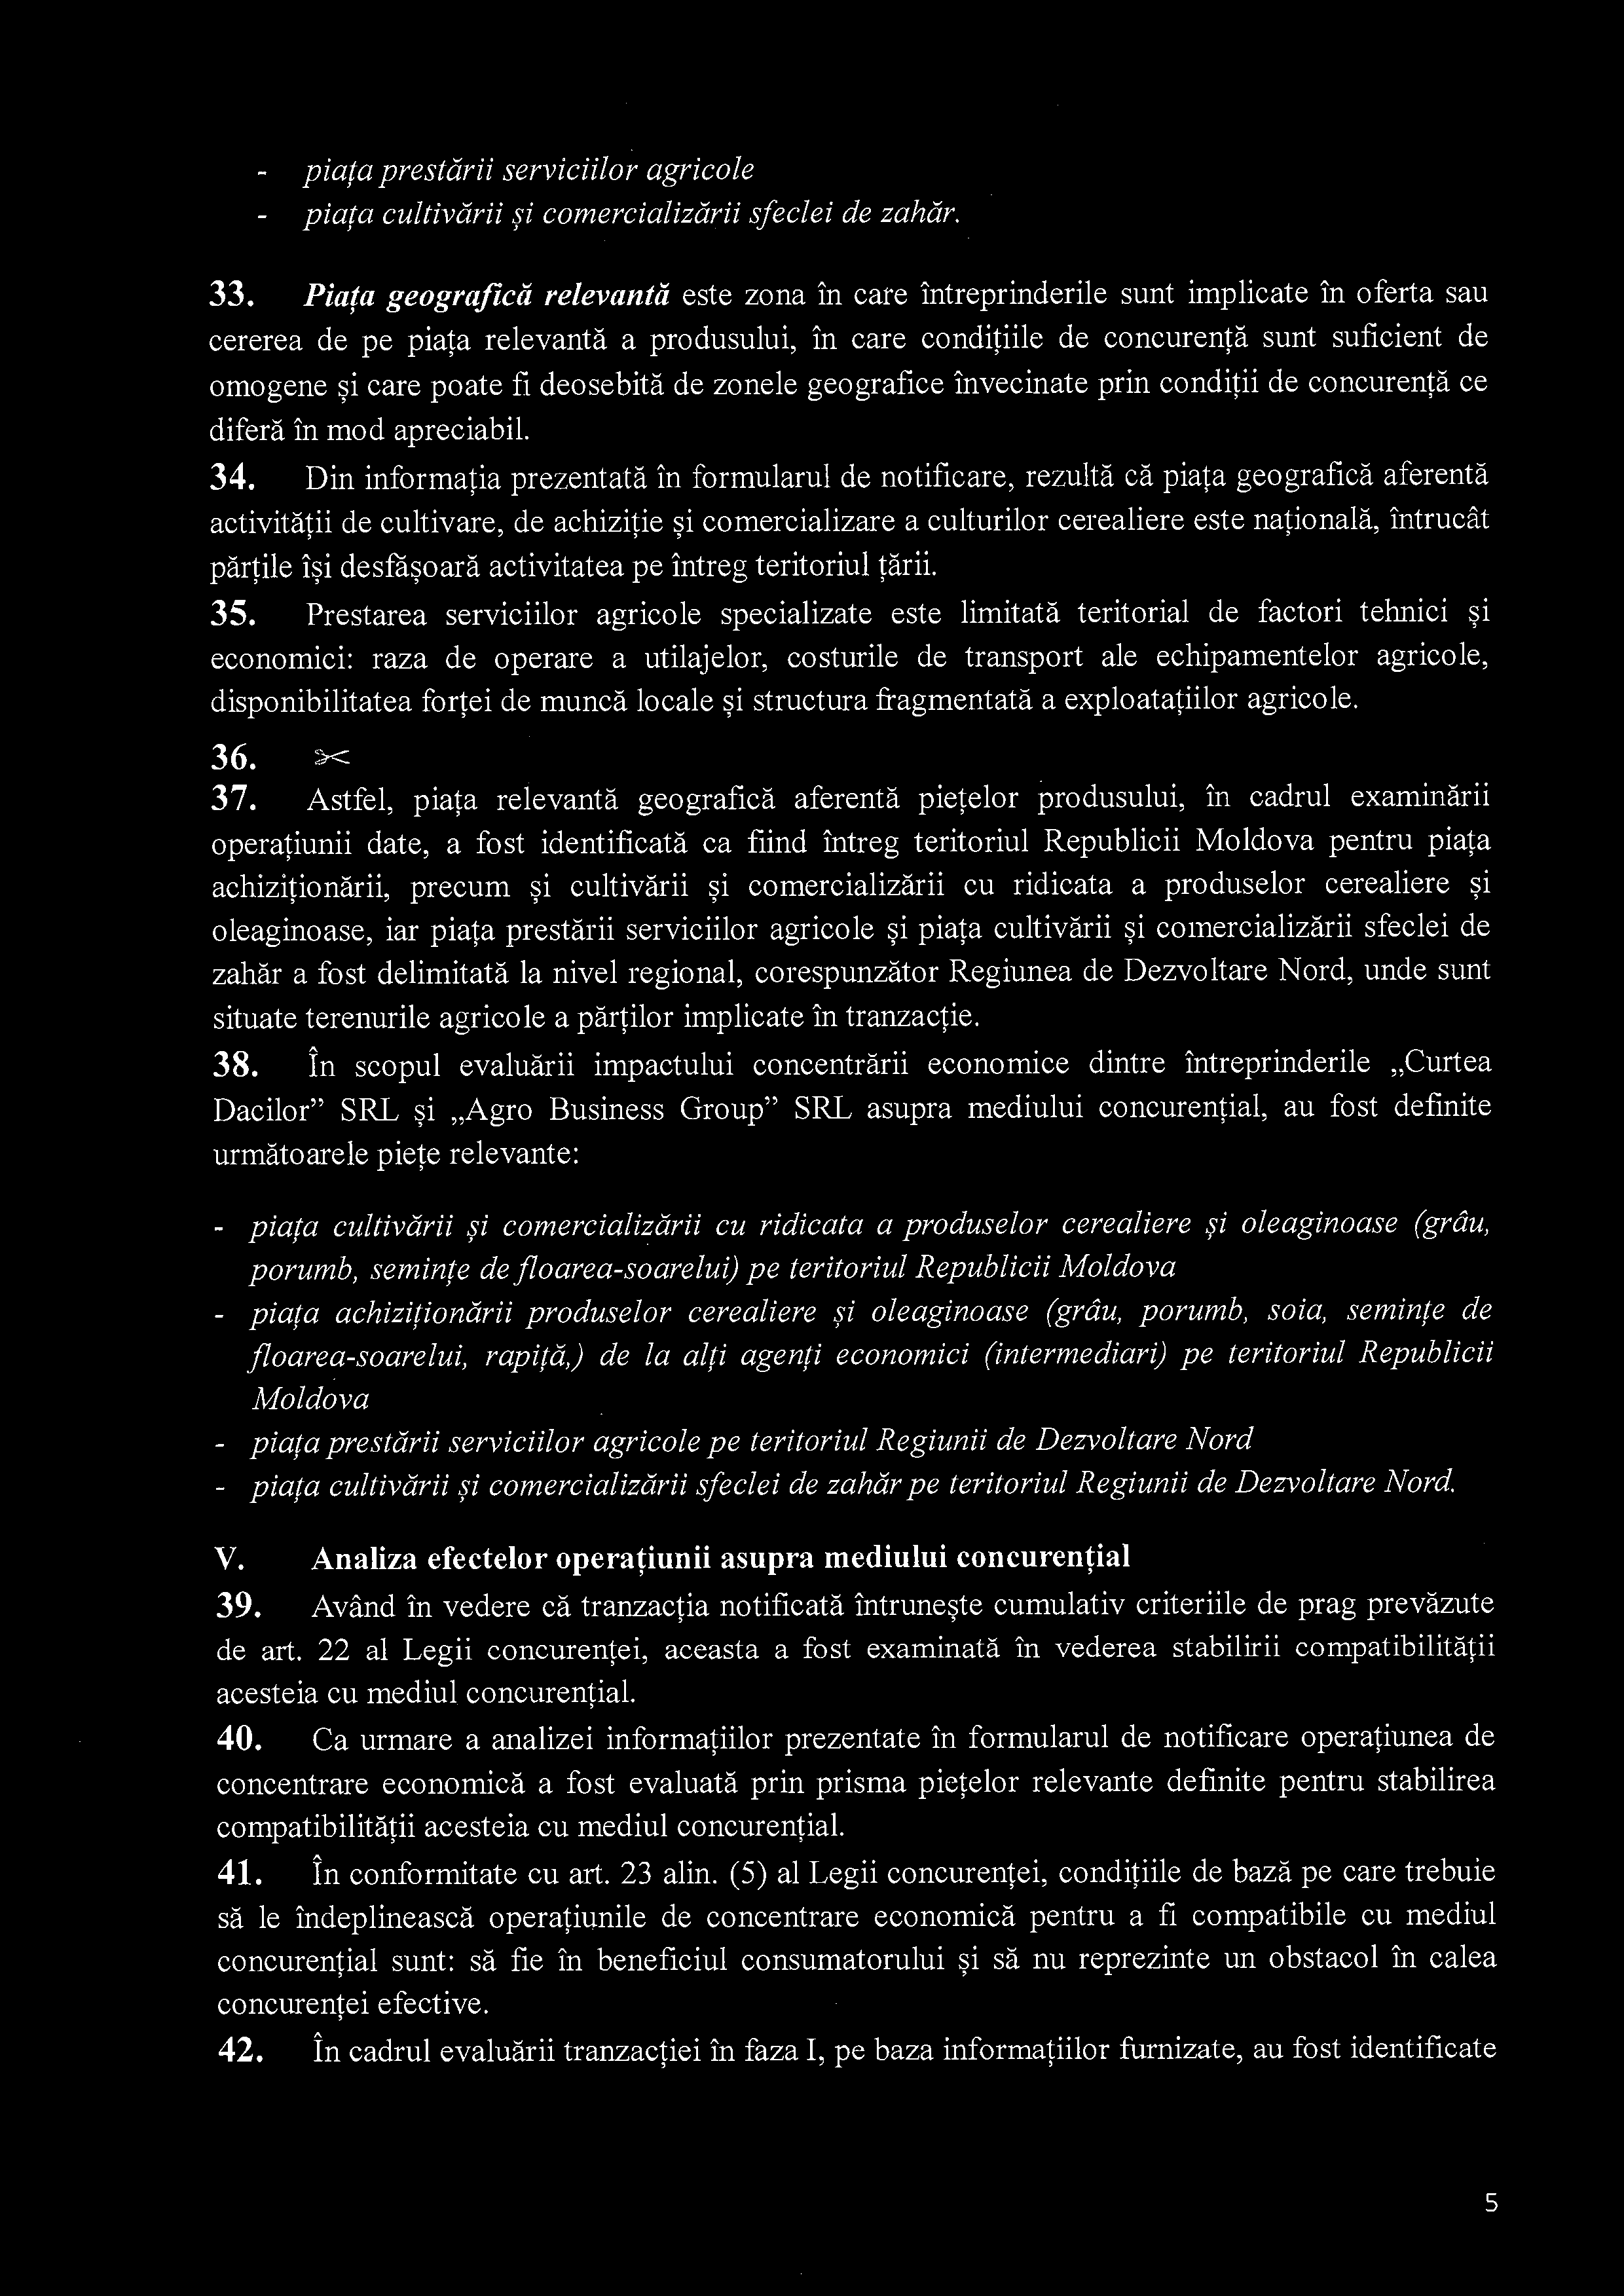 - piața prestării serviciilor agricole
- piața cultivării și comercializării sfeclei de zahăr.
33. Piața geografică relevantă este zona în care întreprinderile sunt implicate în oferta sau
cererea de pe piața relevantă a produsului, în care condițiile de concurență sunt suficient de
omogene și care poate fi deosebită de zonele geografice învecinate prin condiții de concurență ce
diferă în mod apreciabil.
34. Din informația prezentată în formularul de notificare, rezultă că piața geografică aferentă
activității de cultivare, de achiziție și comercializare a culturilor cerealiere este națională, întrucât
părțile își desfășoară activitatea pe întreg teritoriul țării.
35. Prestarea serviciilor agricole specializate este limitată teritorial de factori tehnici și
economici: raza de operare a utilajelor, costurile de transport ale echipamentelor agricole,
disponibilitatea forței de muncă locale și structura fragmentată a exploatațiilor agricole.
36. ✂
37. Astfel, piața relevantă geografică aferentă piețelor produsului, în cadrul examinării
operațiunii date, a fost identificată ca fiind întreg teritoriul Republicii Moldova pentru piața
achiziționării, precum și cultivării și comercializării cu ridicata a produselor cerealiere și
oleaginoase, iar piața prestării serviciilor agricole și piața cultivării și comercializării sfeclei de
zahăr a fost delimitată la nivel regional, corespunzător Regiunea de Dezvoltare Nord, unde sunt
situate terenurile agricole a părților implicate în tranzacție.
38. În scopul evaluării impactului concentrării economice dintre întreprinderile „Curtea
Dacilor” SRL și „Agro Business Group” SRL asupra mediului concurențial, au fost definite
următoarele piețe relevante:
- piața cultivării și comercializării cu ridicata a produselor cerealiere și oleaginoase (grâu,
porumb, semințe de floarea-soarelui) pe teritoriul Republicii Moldova
- piața achiziționării produselor cerealiere și oleaginoase (grâu, porumb, soia, semințe de
floarea-soarelui, rapiță,) de la alți agenți economici (intermediari) pe teritoriul Republicii
Moldova
- piața prestării serviciilor agricole pe teritoriul Regiunii de Dezvoltare Nord
- piața cultivării și comercializării sfeclei de zahăr pe teritoriul Regiunii de Dezvoltare Nord.
V. Analiza efectelor operațiunii asupra mediului concurențial
39. Având în vedere că tranzacția notificată întrunește cumulativ criteriile de prag prevăzute
de art. 22 al Legii concurenței, aceasta a fost examinată în vederea stabilirii compatibilității
acesteia cu mediul concurențial.
40. Ca urmare a analizei informațiilor prezentate în formularul de notificare operațiunea de
concentrare economică a fost evaluată prin prisma piețelor relevante definite pentru stabilirea
compatibilității acesteia cu mediul concurențial.
41. În conformitate cu art. 23 alin. (5) al Legii concurenței, condițiile de bază pe care trebuie
să le îndeplinească operațiunile de concentrare economică pentru a fi compatibile cu mediul
concurențial sunt: să fie în beneficiul consumatorului și să nu reprezinte un obstacol în calea
concurenței efective.
42. În cadrul evaluării tranzacției în faza I, pe baza informațiilor furnizate, au fost identificate
5